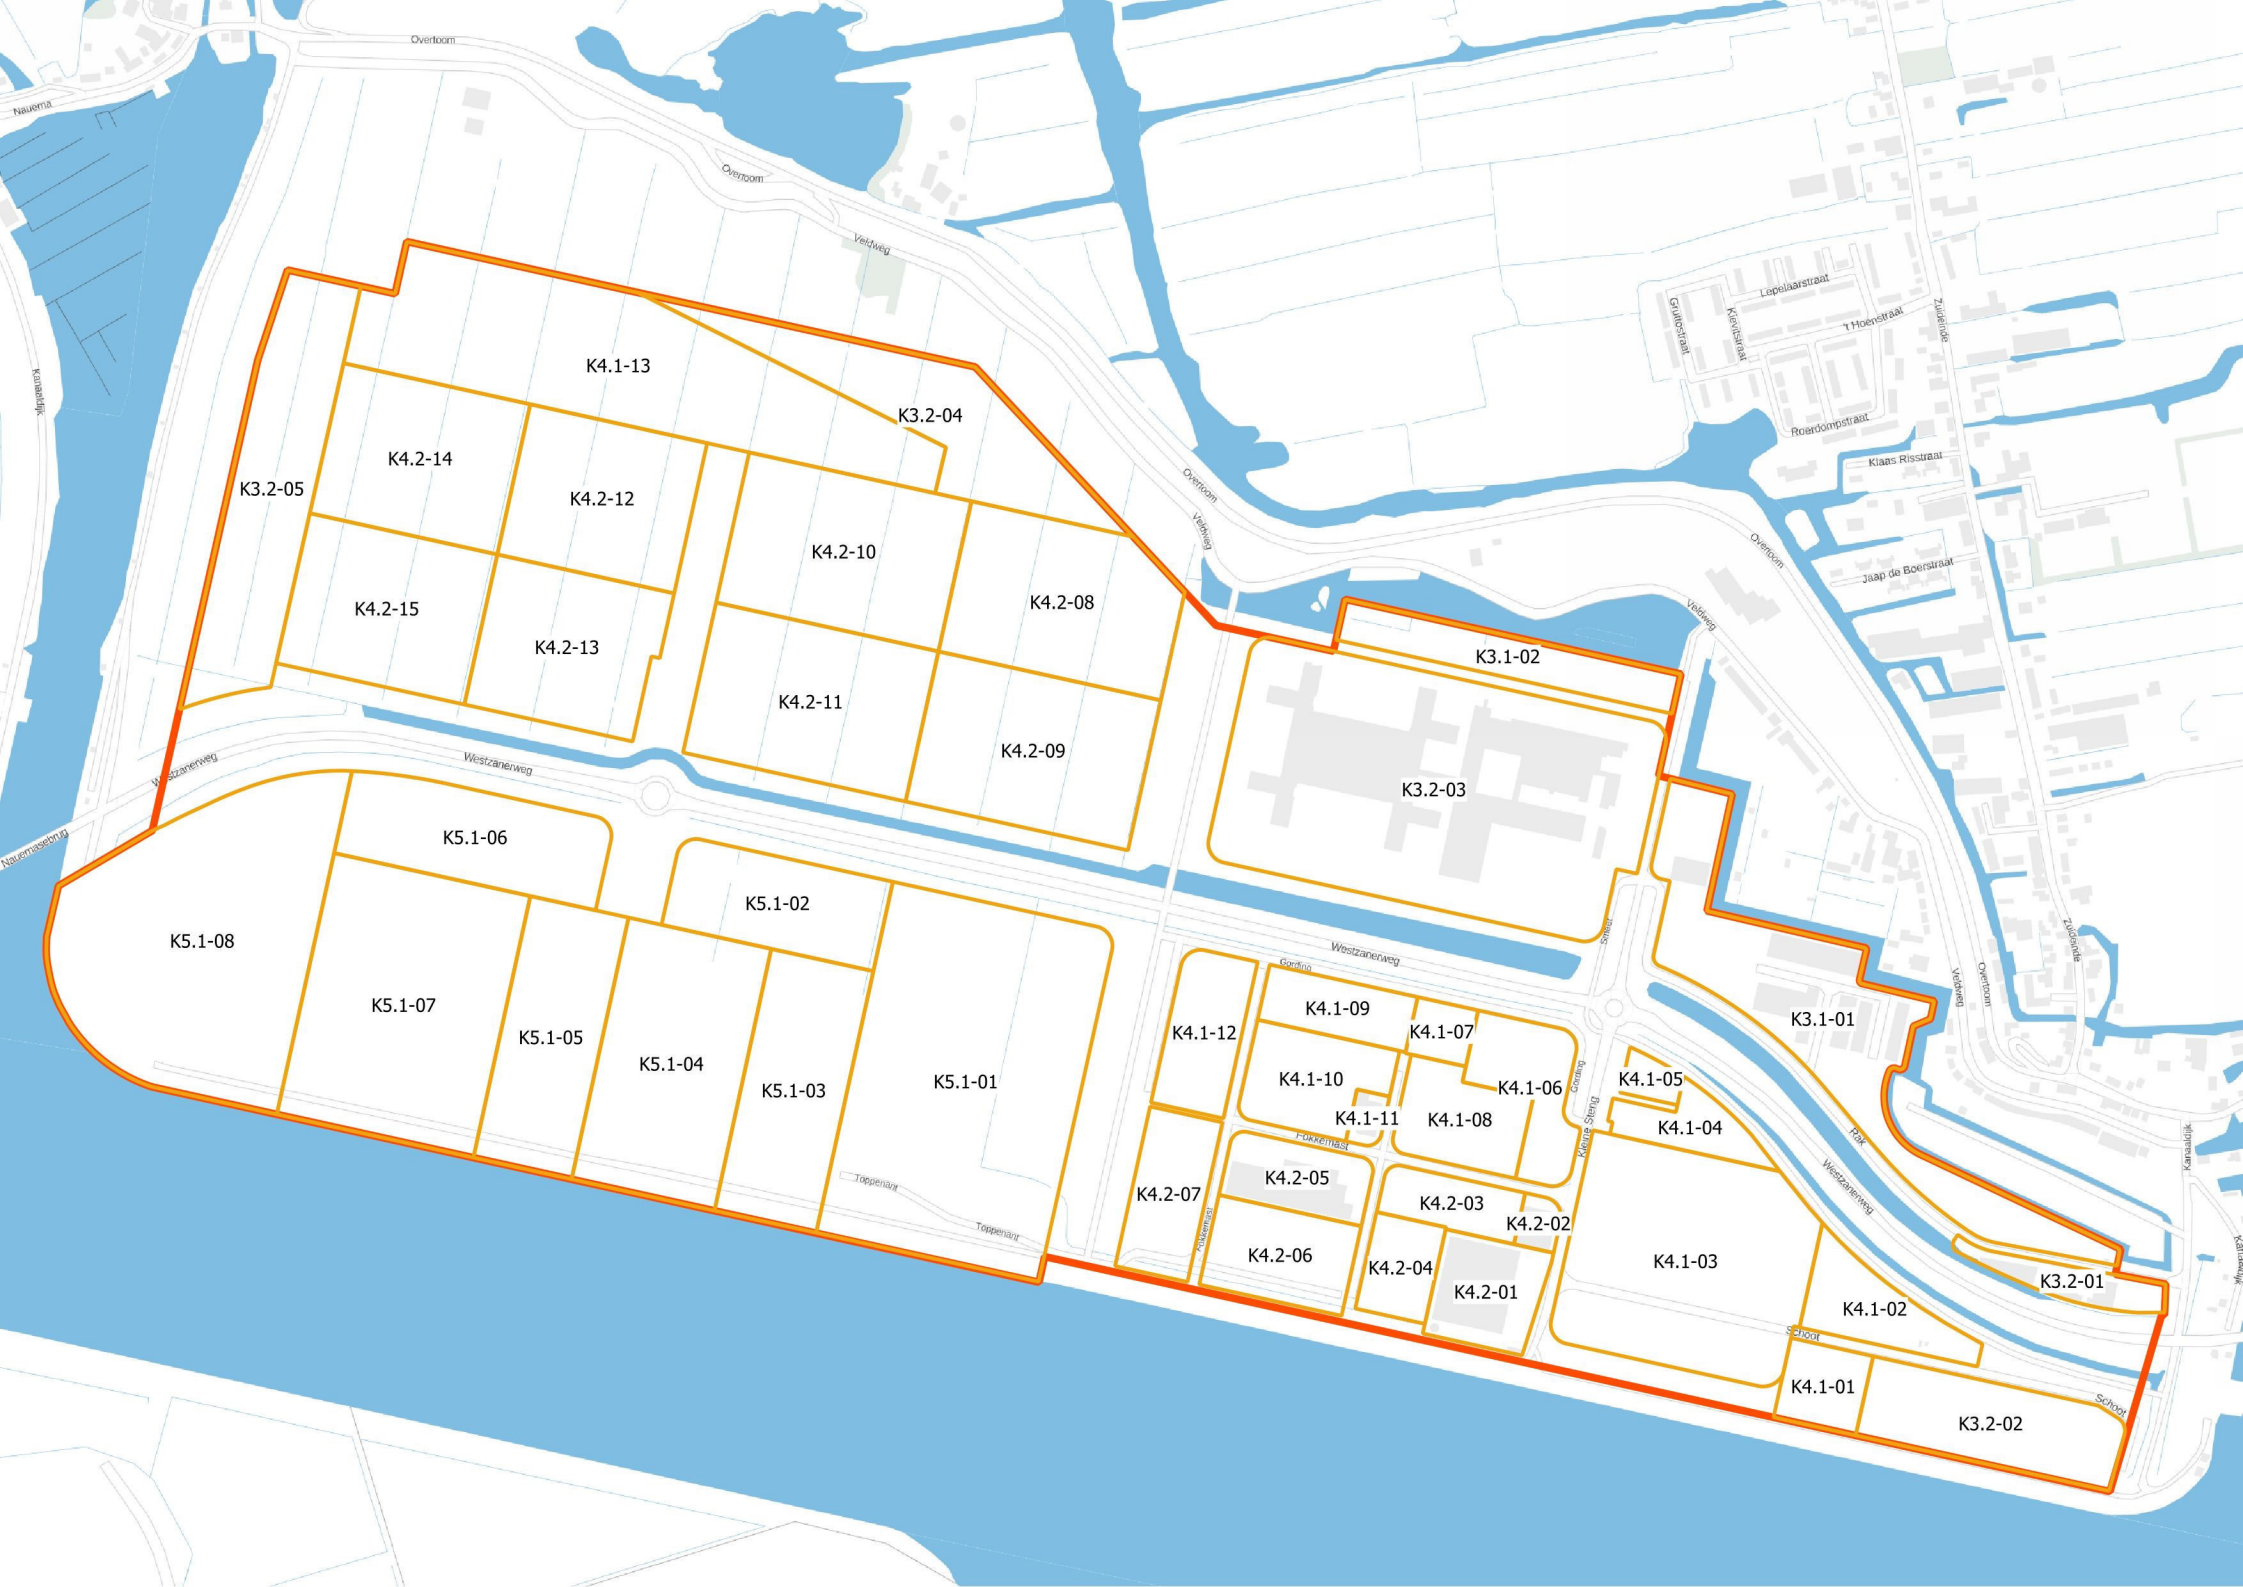 Overtoom
Nauerna
Overtoom
Veldweg
Kanaaldijk
Lepelaarstraat
Gruttostraat
Kievitstraat
't Hoenstraat
Zuideinde
K4.1-13
K3.2-04
Roerdompstraat
Klaas Risstraat
K4.2-14
K3.2-05
K4.2-12
Overtoom
Veldweg
K4.2-10
Overtoom
Jaap de Boerstraat
K4.2-15
K4.2-08
Veldweg
K4.2-13
K3.1-02
K4.2-11
K4.2-09
Westzanerweg
Westzanerweg
K3.2-03
Nauernasebrug
K5.1-06
K5.1-02
K5.1-08
Smeet
Zuideinde
Westzanerweg
Gording
Veldweg
Overtoom
K5.1-07
K4.1-09
K4.1-12
K4.1-07
K3.1-01
K5.1-05
K5.1-04
K5.1-03
K5.1-01
K4.1-10
K4.1-06
Gording
K4.1-05
K4.1-11
K4.1-08
Kleine Steng
K4.1-04
Rak
Fokkemast
Kanaaldijk
Toppenant
K4.2-05
K4.2-07
Westzanerweg
K4.2-03
K4.2-02
Toppenant
Fokkemast
K4.2-06
K4.2-04
K4.1-03
Kanaaldijk
K3.2-01
K4.2-01
K4.1-02
Schoot
K4.1-01
Schoot
K3.2-02